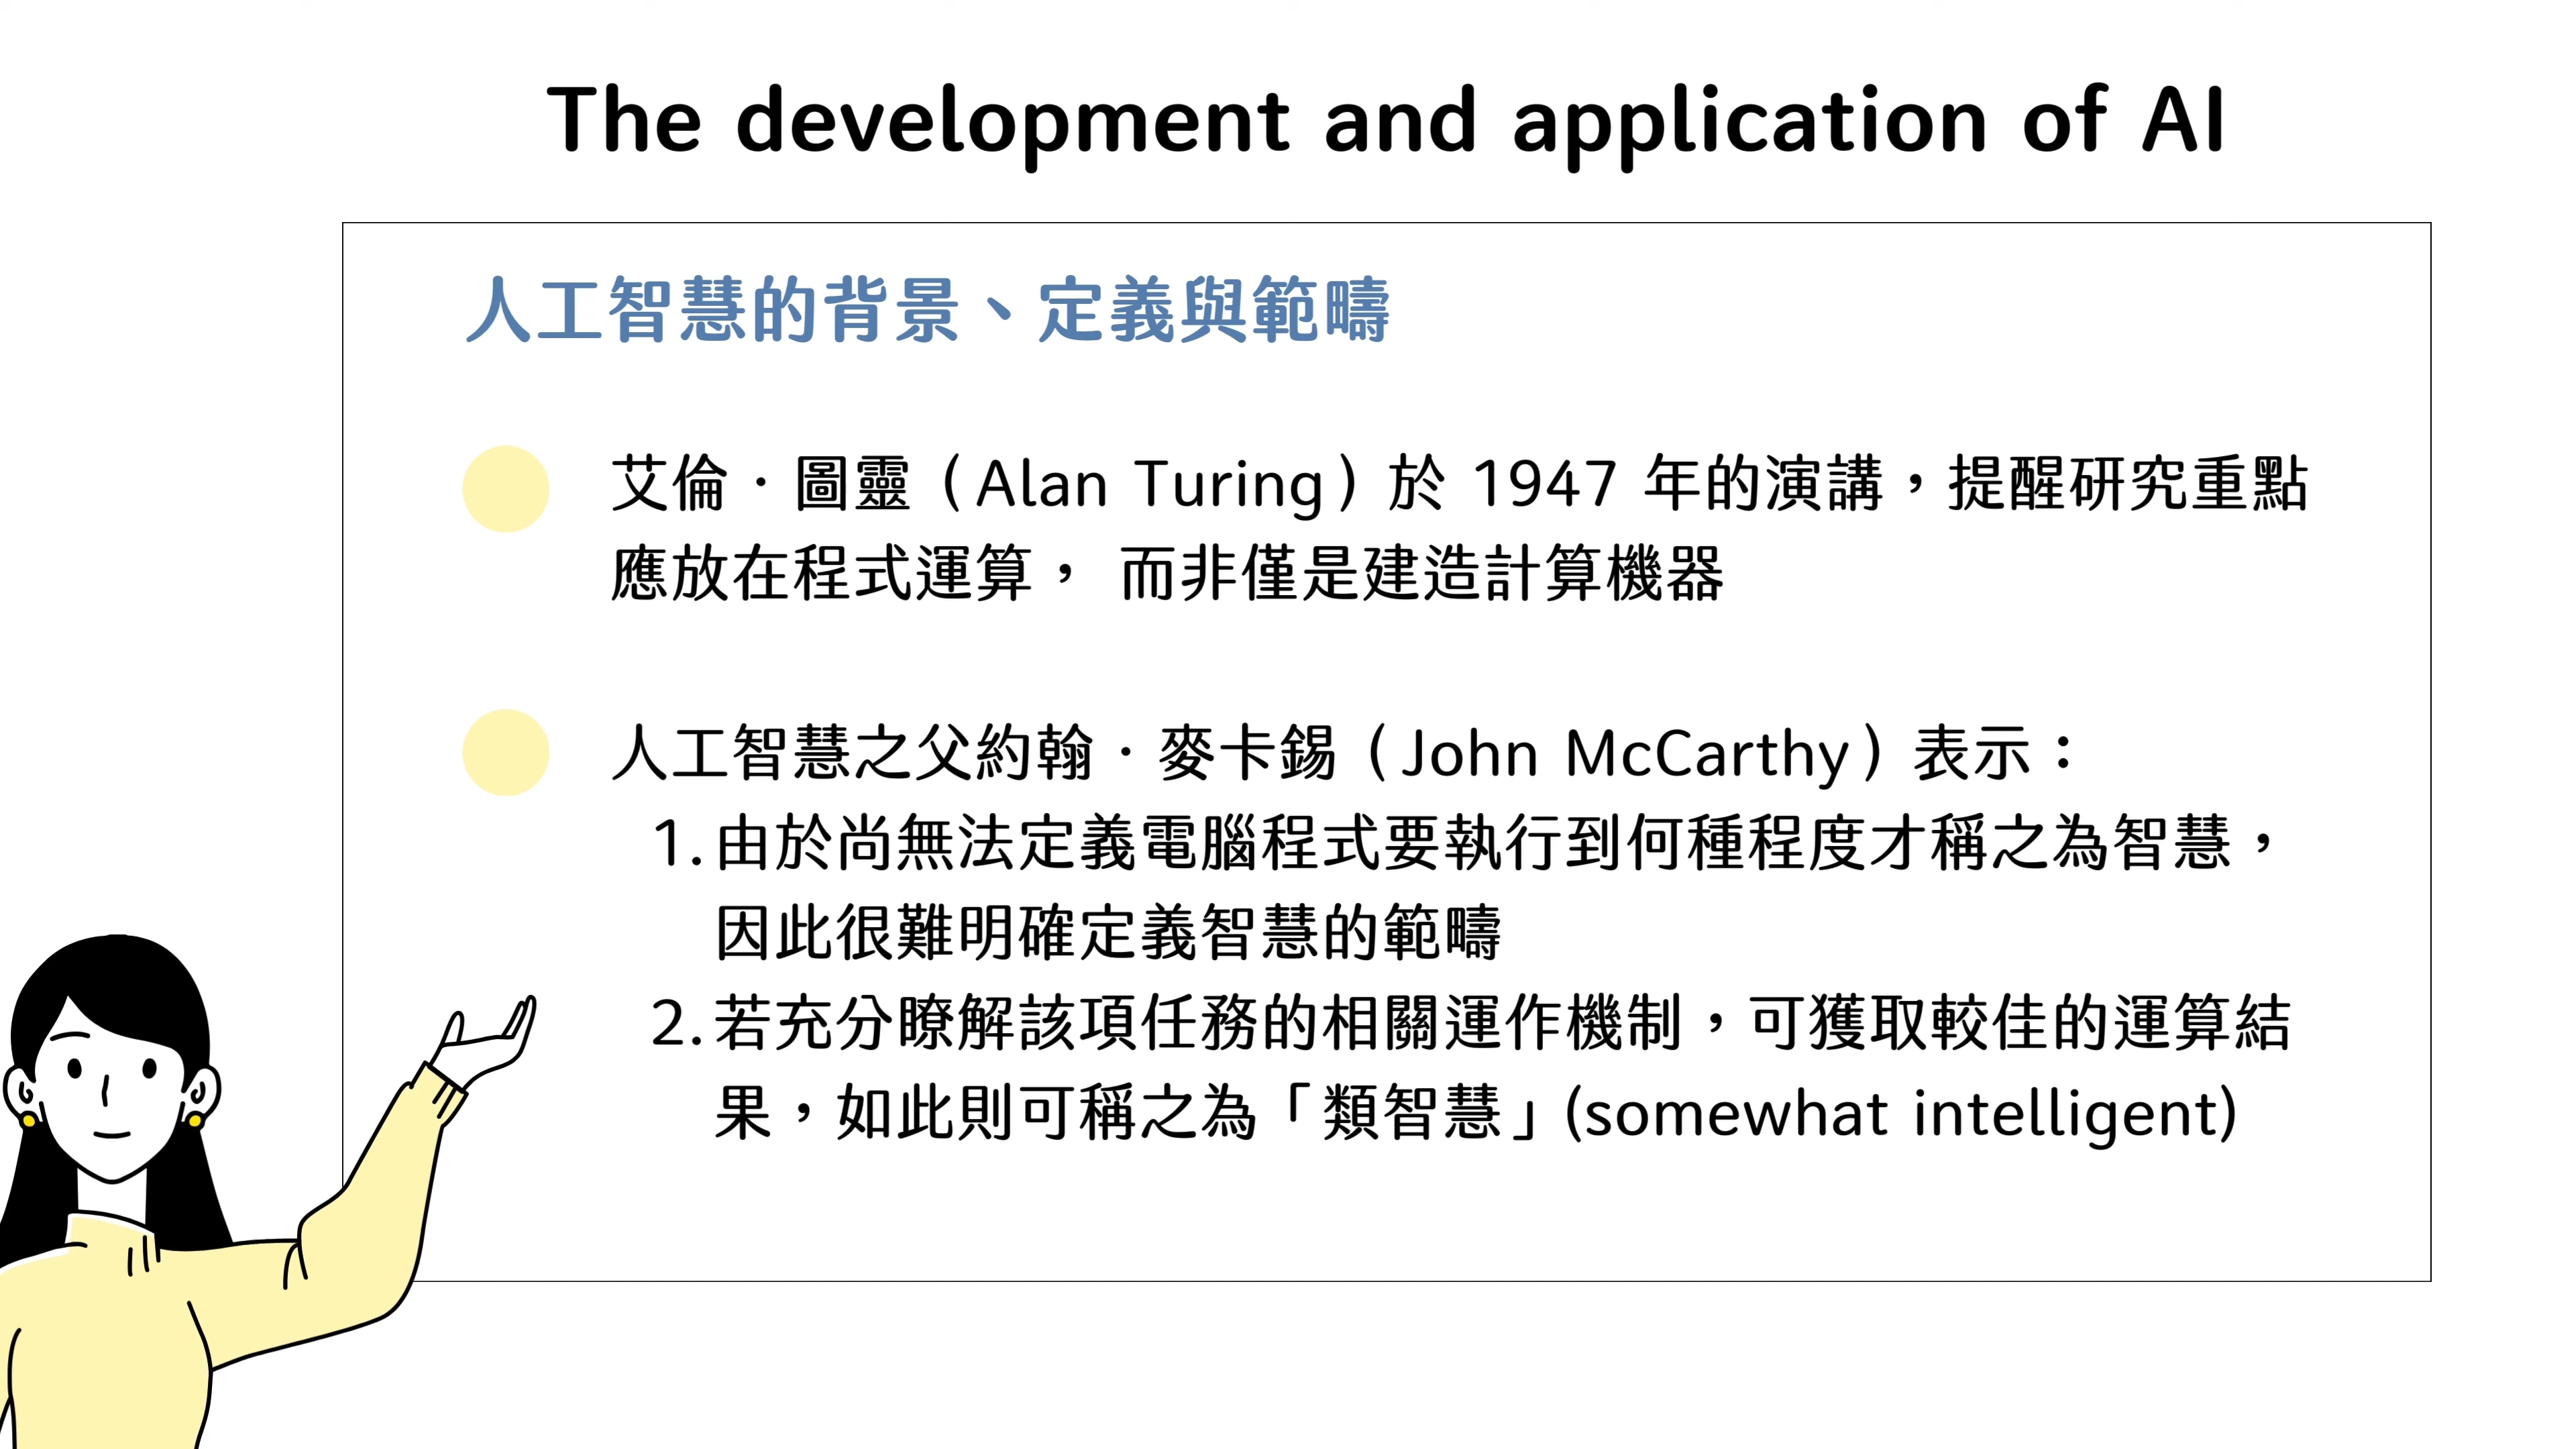 The development and application of AI
人工智慧的背景、定義與範疇
艾倫．圖靈（Alan Turing）於 1947 年的演講，提醒研究重點
應放在程式運算， 而非僅是建造計算機器
人工智慧之父約翰．麥卡錫（John McCarthy）表示：
1. 由於尚無法定義電腦程式要執行到何種程度才稱之為智慧，
因此很難明確定義智慧的範疇
2. 若充分瞭解該項任務的相關運作機制，可獲取較佳的運算結
果，如此則可稱之為「類智慧」(somewhat intelligent)